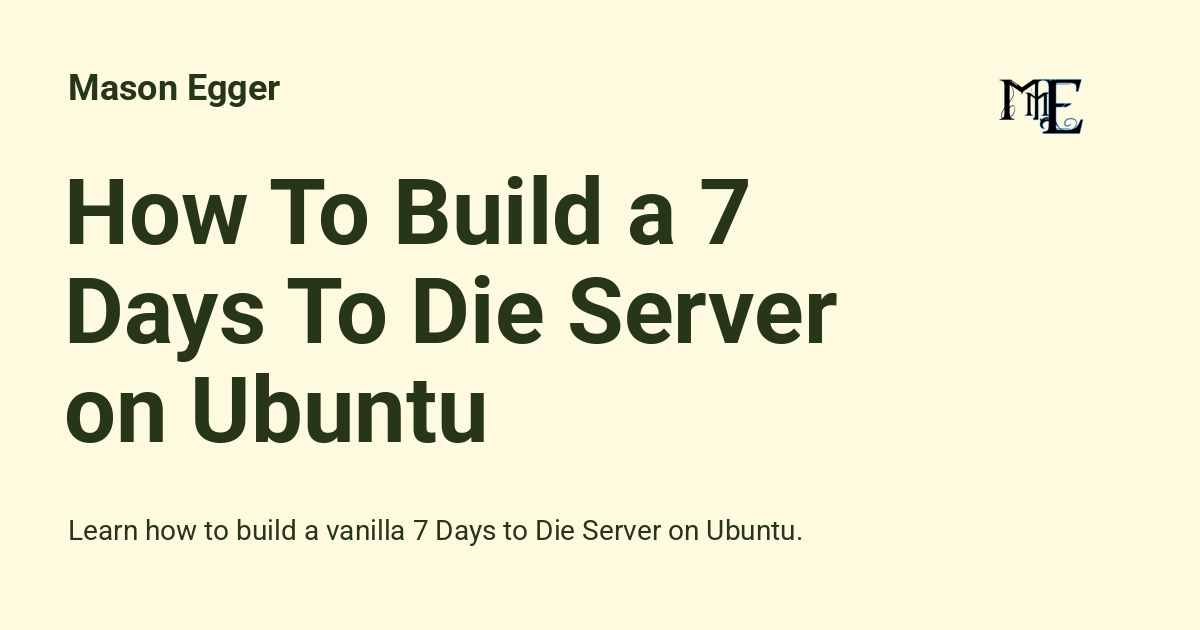 Mason Egger
MmE
How To Build a 7
Days To Die Server
on Ubuntu
Learn how to build a vanilla 7 Days to Die Server on Ubuntu.